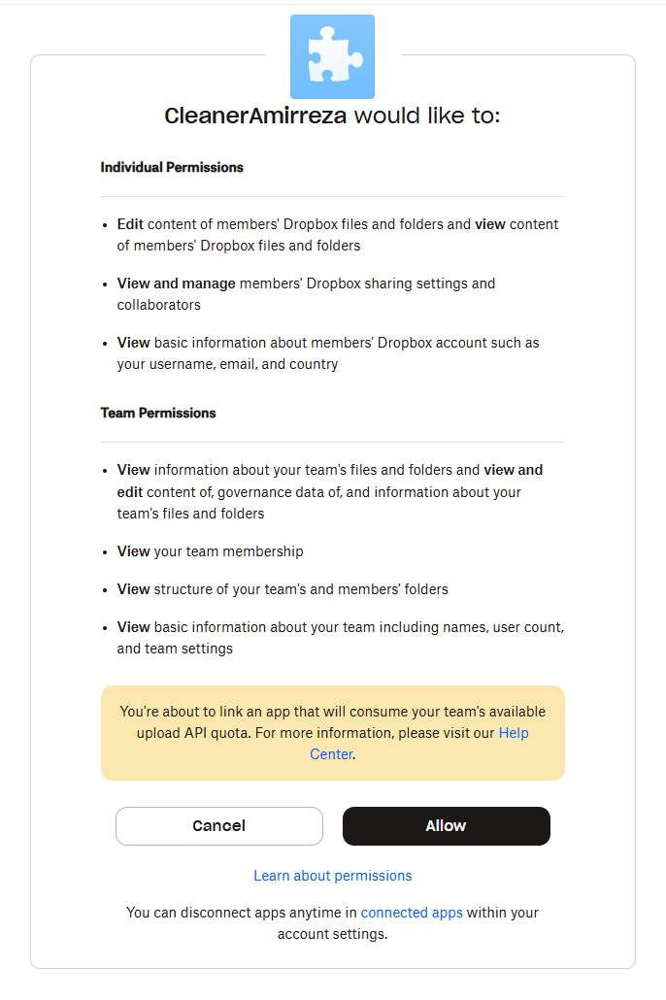 CleanerAmirreza would like to:
Individual Permissions
• Edit content of members' Dropbox files and folders and view content
of members' Dropbox files and folders
• View and manage members' Dropbox sharing settings and
collaborators
• View basic information about members' Dropbox account such as
your username, email, and country
Team Permissions
• View information about your team's files and folders and view and
edit content of, governance data of, and information about your
team's files and folders
• View your team membership
• View structure of your team's and members' folders
• View basic information about your team including names, user count,
and team settings
You're about to link an app that will consume your team's available
upload API quota. For more information, please visit our Help
Center.
Cancel
Allow
Learn about permissions
You can disconnect apps anytime in connected apps within your
account settings.